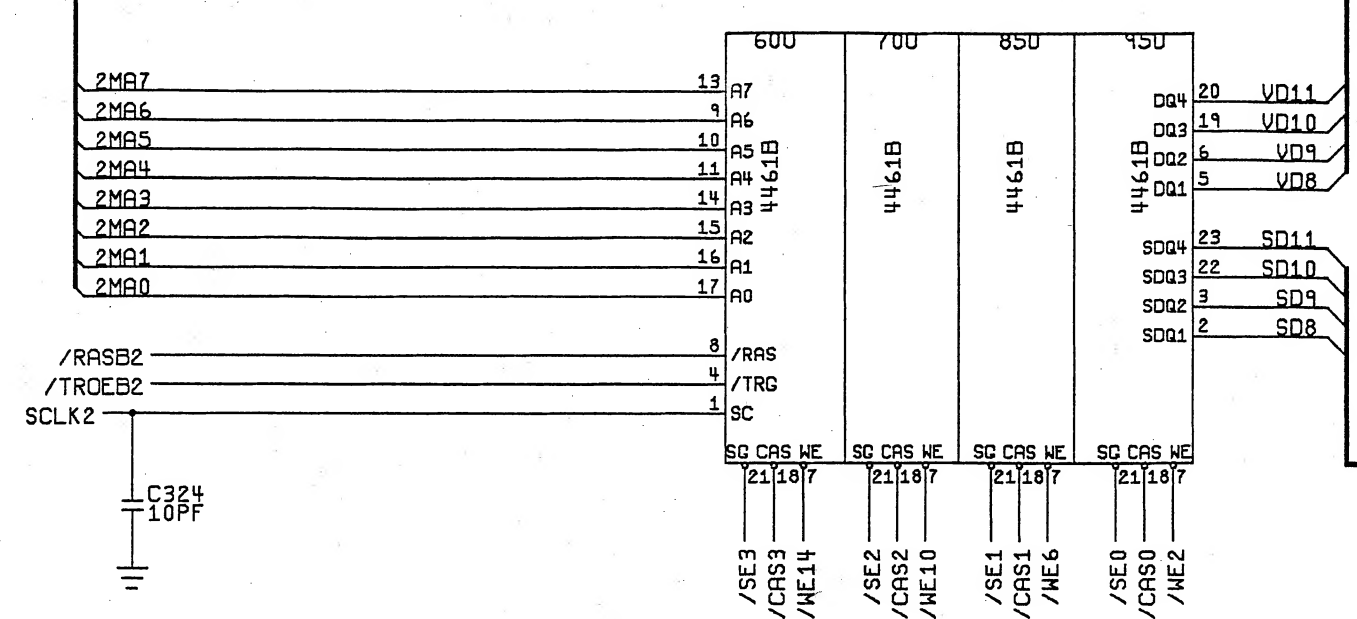 60U 70U 85U 95U
2MA7 13 A7
2MA6 9 A6
2MA5 10 A5
2MA4 11 A4
2MA3 14 A3
2MA2 15 A2
2MA1 16 A1
2MA0 17 A0
4461B 4461B 4461B 4461B
DQ4 20 VD11
DQ3 19 VD10
DQ2 6 VD9
DQ1 5 VD8
SDQ4 23 SD11
SDQ3 22 SD10
SDQ2 3 SD9
SDQ1 2 SD8
/RASB2 8 /RAS
/TROEB2 4 /TRG
SCLK2 1 SC
SG CAS WE SG CAS WE SG CAS WE SG CAS WE
21 18 7 21 18 7 21 18 7 21 18 7
C324
10PF
/SE3 /CAS3 /WE14 /SE2 /CAS2 /WE10 /SE1 /CAS1 /WE6 /SE0 /CAS0 /WE2